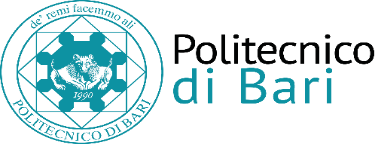 de' remi facemmo ali
1990
POLITECNICO DI BARI
Politecnico
di Bari